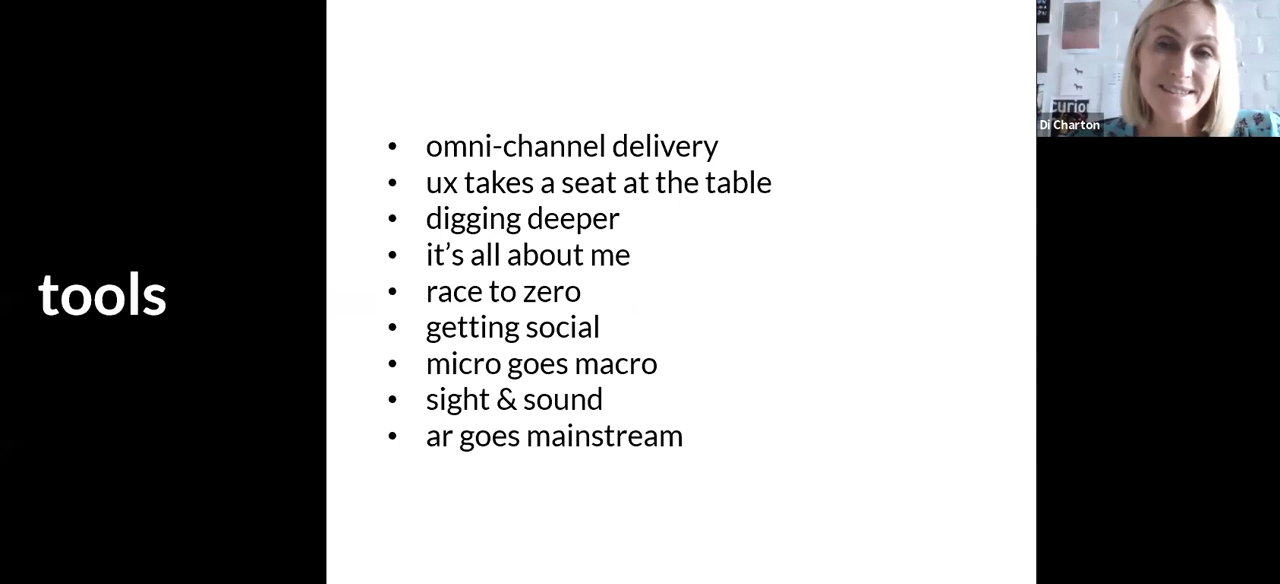 tools
• omni-channel delivery
• ux takes a seat at the table
• digging deeper
• it’s all about me
• race to zero
• getting social
• micro goes macro
• sight & sound
• ar goes mainstream
Di Charton